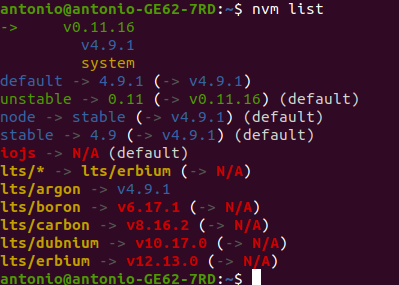 antonio@antonio-GE62-7RD:~$ nvm list
->      v0.11.16
         v4.9.1
         system
default -> 4.9.1 (-> v4.9.1)
unstable -> 0.11 (-> v0.11.16) (default)
node -> stable (-> v4.9.1) (default)
stable -> 4.9 (-> v4.9.1) (default)
iojs -> N/A (default)
lts/* -> lts/erbium (-> N/A)
lts/argon -> v4.9.1
lts/boron -> v6.17.1 (-> N/A)
lts/carbon -> v8.16.2 (-> N/A)
lts/dubnium -> v10.17.0 (-> N/A)
lts/erbium -> v12.13.0 (-> N/A)
antonio@antonio-GE62-7RD:~$